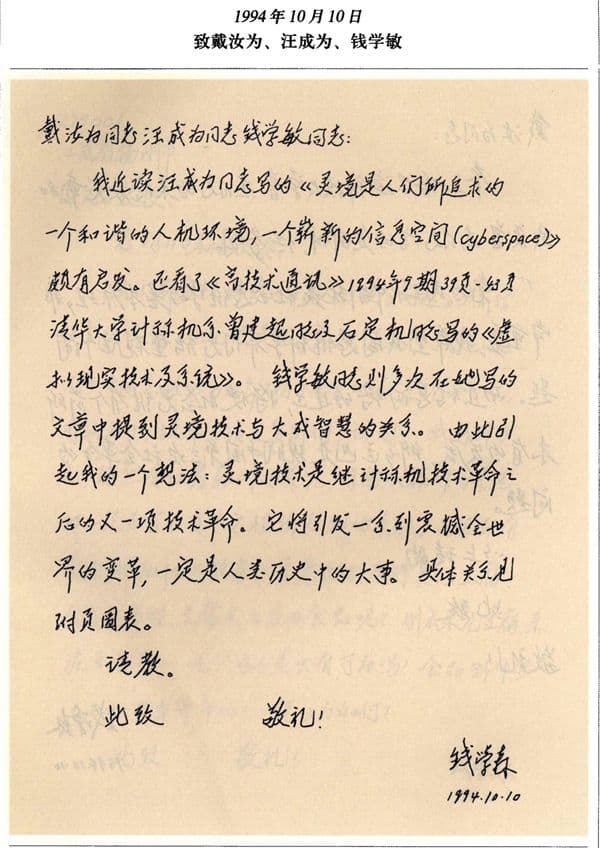 1994年10月10日
致戴汝为、汪成为、钱学敏
戴汝为同志汪成为同志钱学敏同志:
我近读汪成为同志写的《灵境是人们所追求的
一个和谐的人机环境,一个崭新的信息空间(cyberspace)》
颇有启发。还看了《高技术通讯》1994年9期39页-43页
清华大学计祘机系曾建超同志及石定机同志写的《虚
拟现实技术及系统》。钱学敏同志则多次在她写的
文章中提到灵境技术与大成智慧的关系。由此引
起我的一个想法:灵境技术是继计祘机技术革命之
后的又一项技术革命。它将引发一系列震撼全世
界的变革,一定是人类历史中的大事。具体关系见
附页图表。
请教。
此致 敬礼!
钱学森
1994.10.10